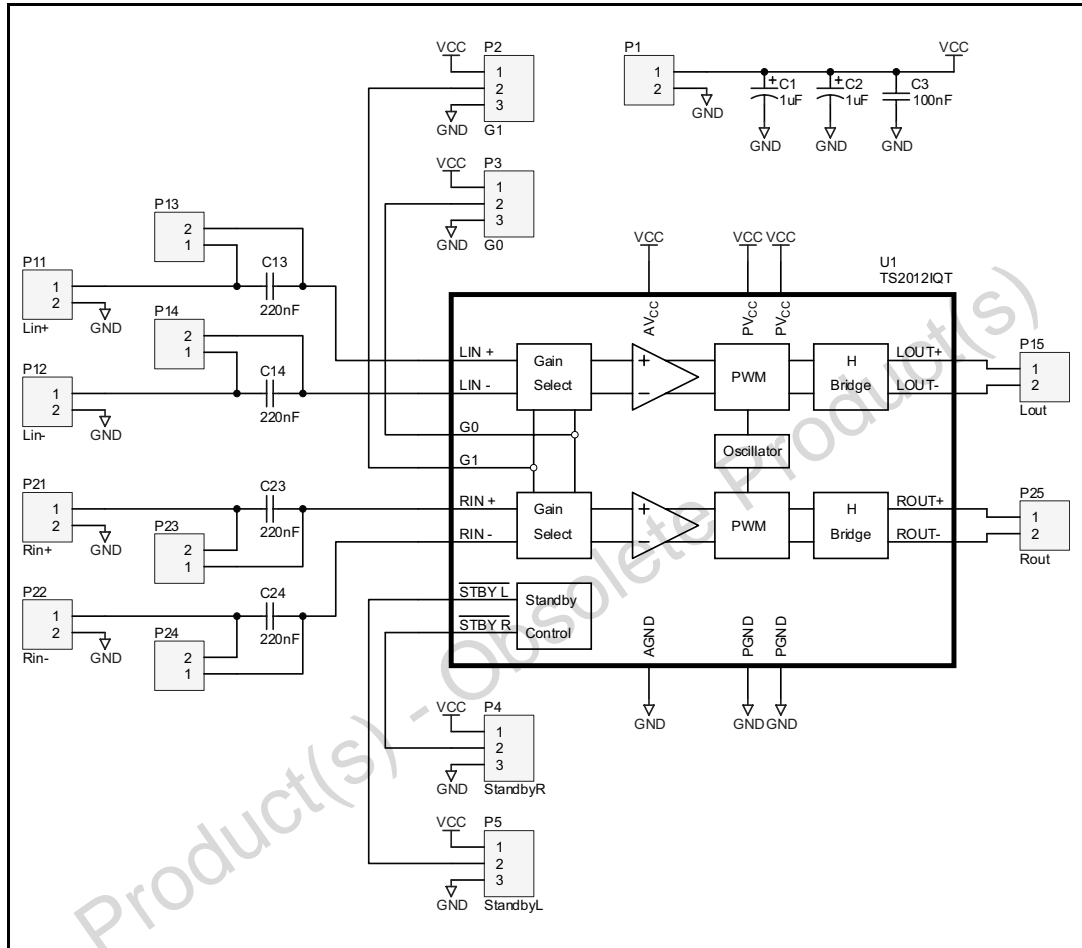 P2
VCC
1
2
3
GND
G1
P1
1
2
GND
VCC
C1
1uF
GND
C2
1uF
GND
C3
100nF
GND
P3
VCC
1
2
3
GND
G0
P13
2
1
C13
220nF
P11
1
2
GND
Lin+
P14
2
1
C14
220nF
P12
1
2
GND
Lin-
VCC
VCC
VCC
U1
TS2012IQT
AVCC
PVCC
PVCC
LIN +
LIN -
Gain
Select
+
−
PWM
H
Bridge
LOUT+
LOUT-
P15
1
2
Lout
G0
G1
Oscillator
P21
1
2
GND
Rin+
C23
220nF
P23
2
1
RIN +
RIN -
Gain
Select
+
−
PWM
H
Bridge
ROUT+
ROUT-
P25
1
2
Rout
P22
1
2
GND
Rin-
C24
220nF
P24
2
1
STBY L
STBY R
Standby
Control
AGND
PGND
PGND
GND
GND
GND
P4
VCC
1
2
3
GND
StandbyR
P5
VCC
1
2
3
GND
StandbyL
Product(s) - Obsolete Product(s)